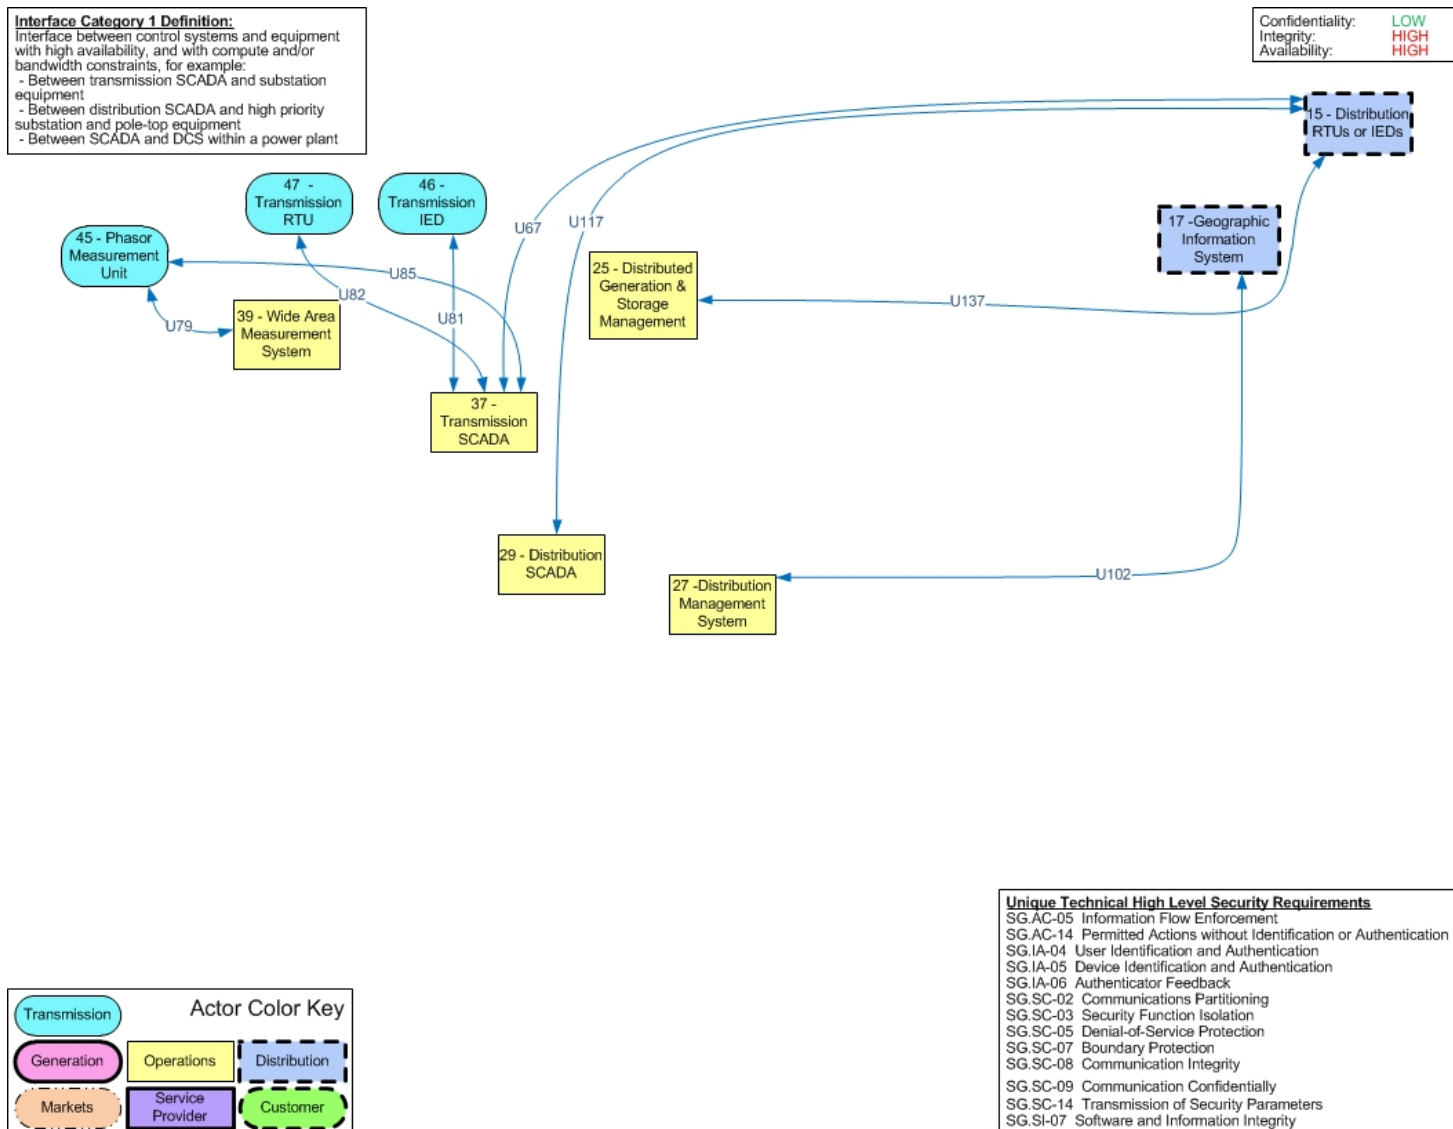 Interface Category 1 Definition:
Interface between control systems and equipment
with high availability, and with compute and/or
bandwidth constraints, for example:
- Between transmission SCADA and substation
equipment
- Between distribution SCADA and high priority
substation and pole-top equipment
- Between SCADA and DCS within a power plant
Confidentiality: LOW
Integrity: HIGH
Availability: HIGH
15 - Distribution
RTUs or IEDs
47 -
Transmission
RTU
46 -
Transmission
IED
17 -Geographic
Information
System
45 - Phasor
Measurement
Unit
U67
U117
25 - Distributed
Generation &
Storage
Management
U85
U82
U137
U79
39 - Wide Area
Measurement
System
U81
37 -
Transmission
SCADA
29 - Distribution
SCADA
27 -Distribution
Management
System
U102
Unique Technical High Level Security Requirements
SG.AC-05 Information Flow Enforcement
SG.AC-14 Permitted Actions without Identification or Authentication
SG.IA-04 User Identification and Authentication
SG.IA-05 Device Identification and Authentication
SG.IA-06 Authenticator Feedback
SG.SC-02 Communications Partitioning
SG.SC-03 Security Function Isolation
SG.SC-05 Denial-of-Service Protection
SG.SC-07 Boundary Protection
SG.SC-08 Communication Integrity
SG.SC-09 Communication Confidentially
SG.SC-14 Transmission of Security Parameters
SG.SI-07 Software and Information Integrity
Actor Color Key
Transmission
Generation
Operations
Distribution
Markets
Service
Provider
Customer